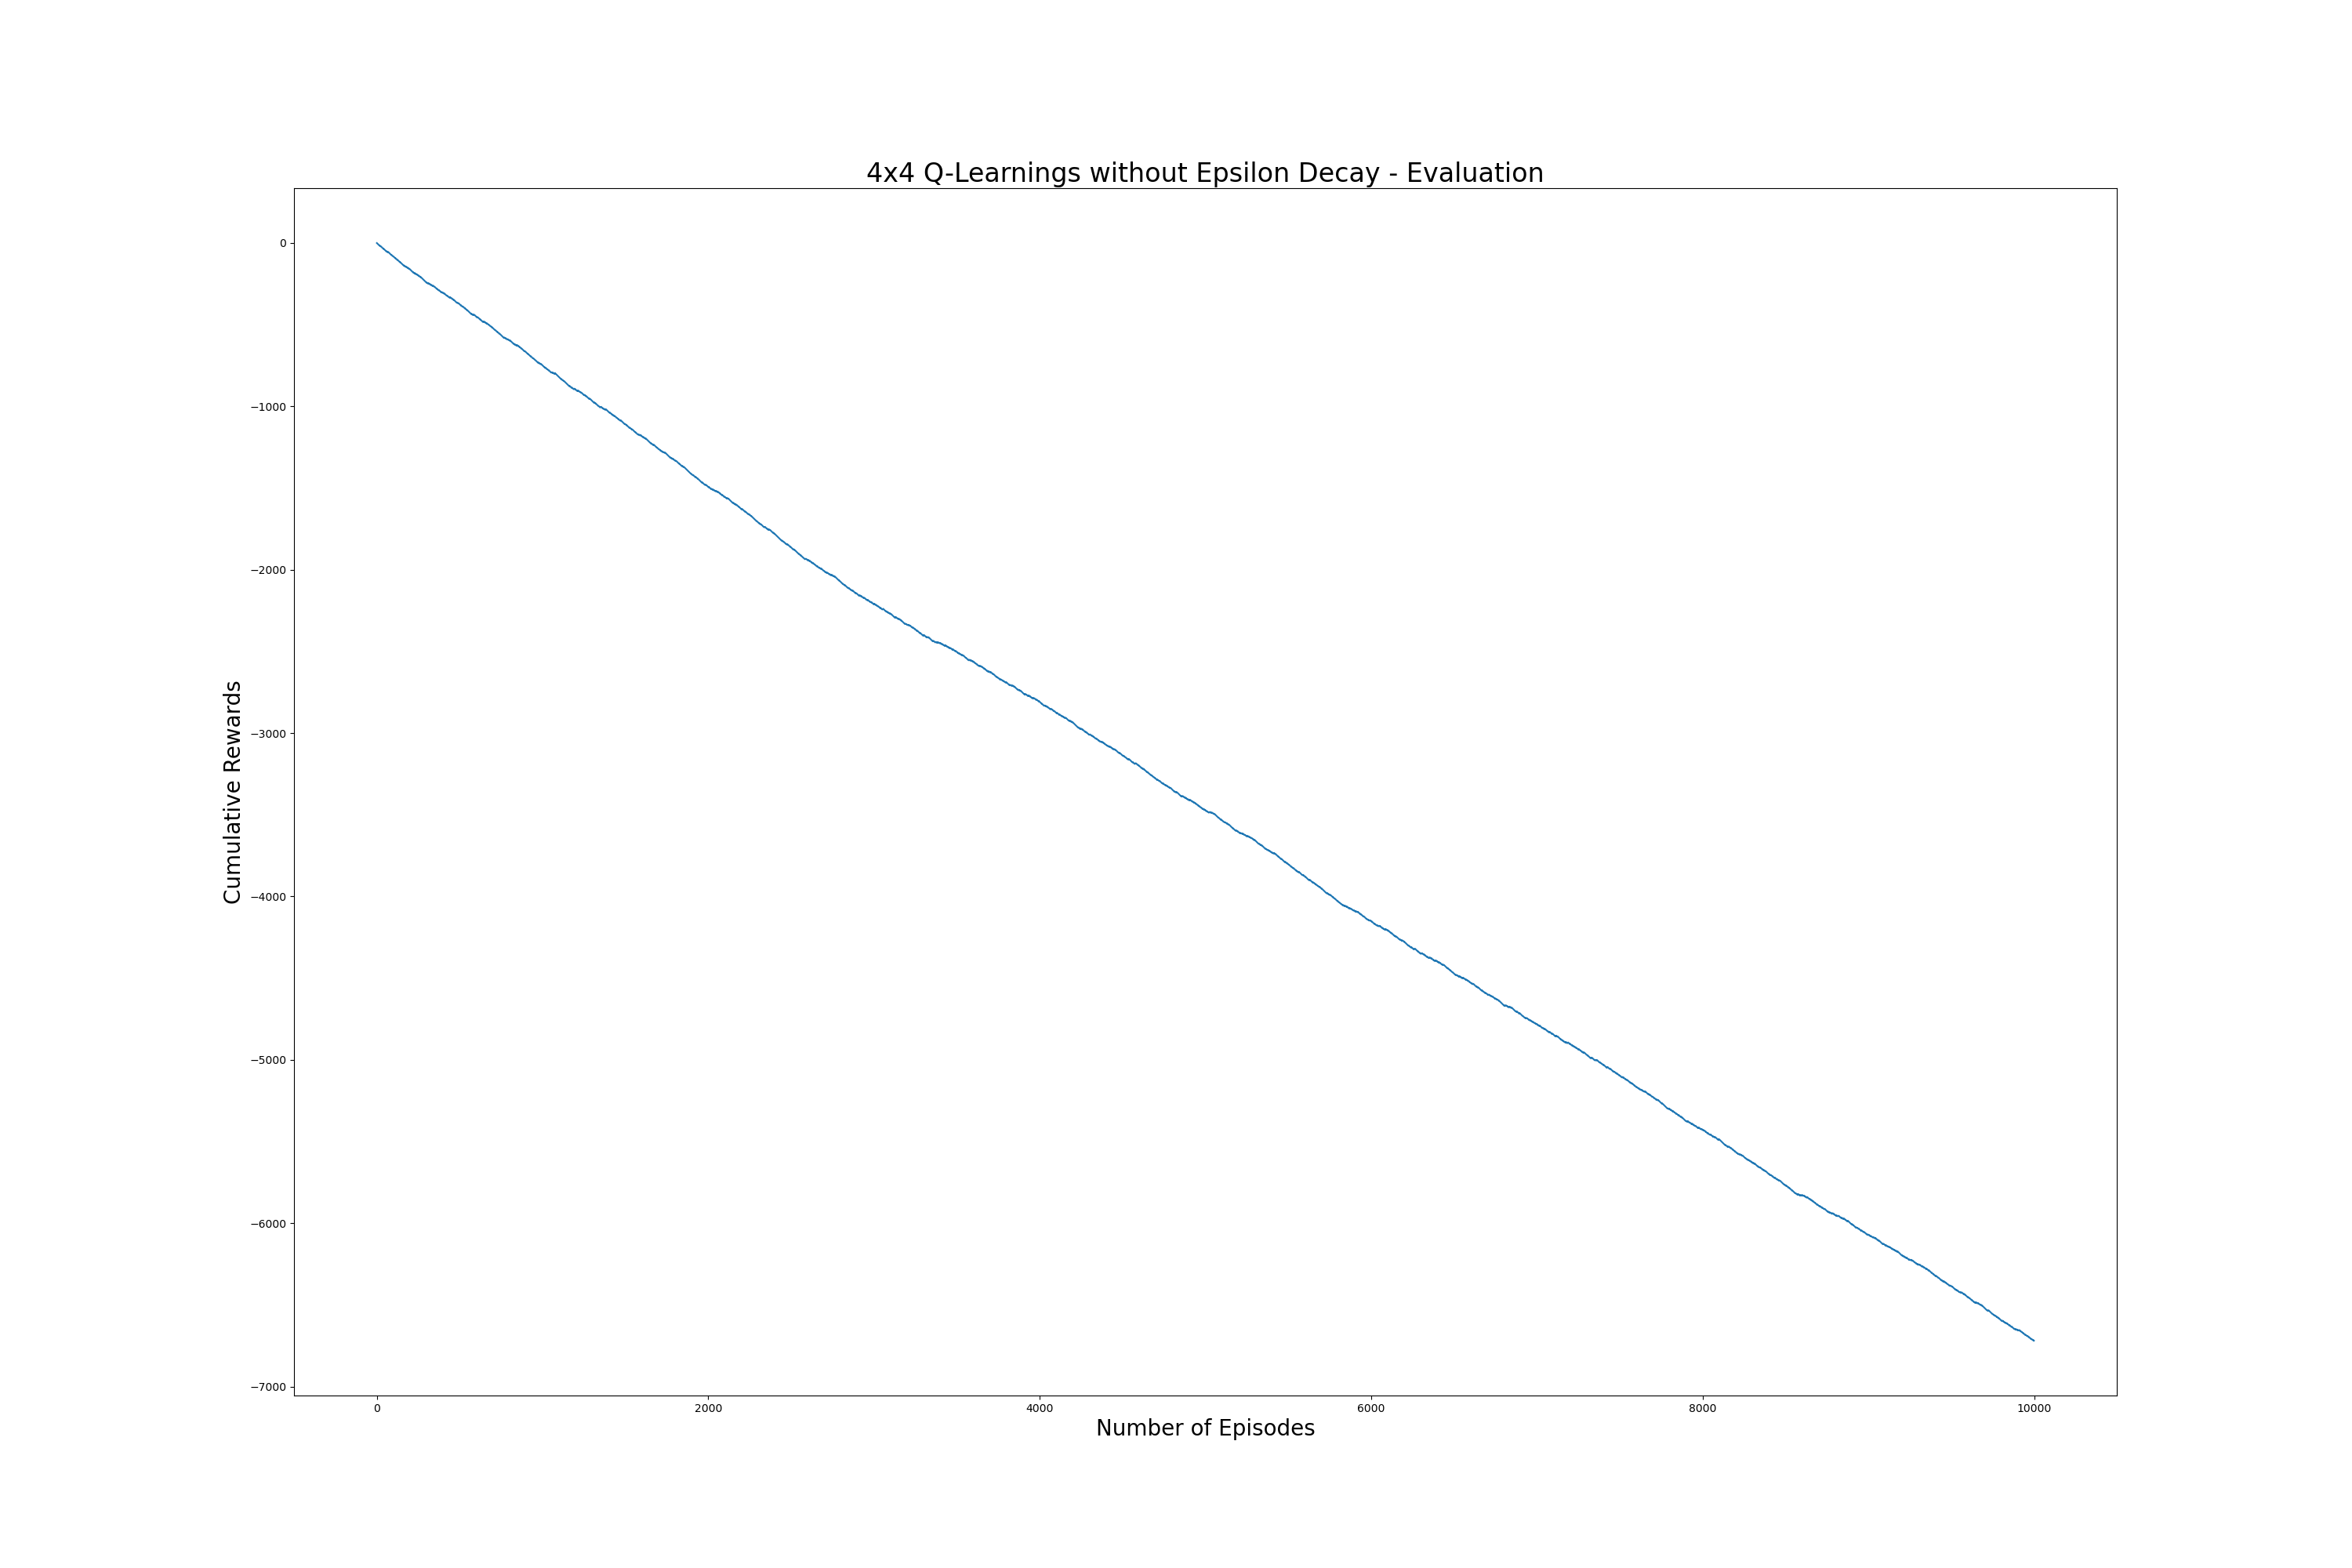 4x4 Q-Learnings without Epsilon Decay - Evaluation
Cumulative Rewards
0
−1000
−2000
−3000
−4000
−5000
−6000
−7000
0 2000 4000 6000 8000 10000
Number of Episodes